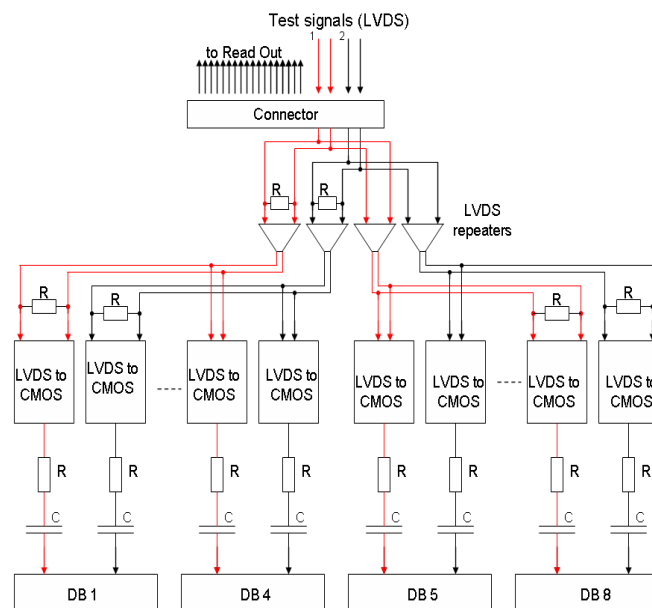 Test signals (LVDS)
1 2
to Read Out
Connector
R R
LVDS
repeaters
R R R R
LVDS to
CMOS
LVDS to
CMOS
LVDS to
CMOS
LVDS to
CMOS
LVDS to
CMOS
LVDS to
CMOS
LVDS to
CMOS
LVDS to
CMOS
R R R R R R R R
C C C C C C C C
DB 1 DB 4 DB 5 DB 8